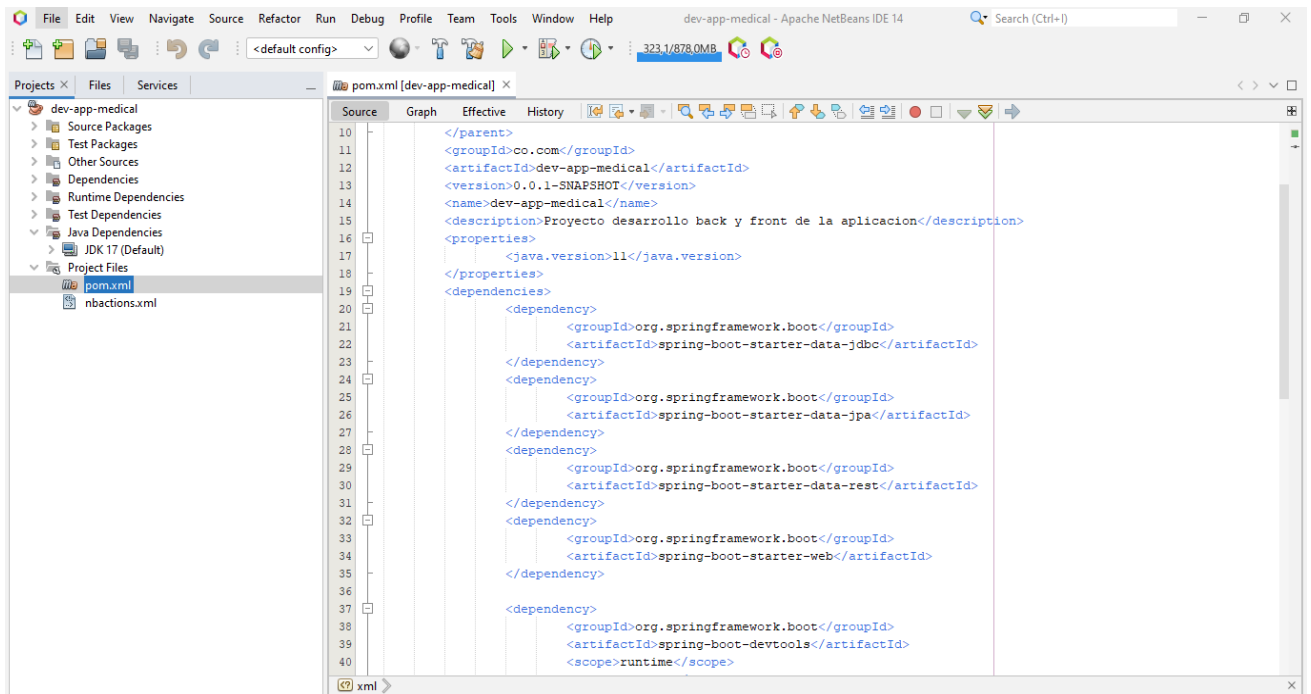 File Edit View Navigate Source Refactor Run Debug Profile Team Tools Window Help dev-app-medical - Apache NetBeans IDE 14 Search (Ctrl+I)
<default config> 323,1/878,0MB
Projects Files Services
dev-app-medical
Source Packages
Test Packages
Other Sources
Dependencies
Runtime Dependencies
Test Dependencies
Java Dependencies
JDK 17 (Default)
Project Files
pom.xml
nbactions.xml
pom.xml [dev-app-medical]
Source Graph Effective History
10 </parent>
11 <groupId>co.com</groupId>
12 <artifactId>dev-app-medical</artifactId>
13 <version>0.0.1-SNAPSHOT</version>
14 <name>dev-app-medical</name>
15 <description>Proyecto desarrollo back y front de la aplicacion</description>
16 <properties>
17 <java.version>11</java.version>
18 </properties>
19 <dependencies>
20 <dependency>
21 <groupId>org.springframework.boot</groupId>
22 <artifactId>spring-boot-starter-data-jdbc</artifactId>
23 </dependency>
24 <dependency>
25 <groupId>org.springframework.boot</groupId>
26 <artifactId>spring-boot-starter-data-jpa</artifactId>
27 </dependency>
28 <dependency>
29 <groupId>org.springframework.boot</groupId>
30 <artifactId>spring-boot-starter-data-rest</artifactId>
31 </dependency>
32 <dependency>
33 <groupId>org.springframework.boot</groupId>
34 <artifactId>spring-boot-starter-web</artifactId>
35 </dependency>
36
37 <dependency>
38 <groupId>org.springframework.boot</groupId>
39 <artifactId>spring-boot-devtools</artifactId>
40 <scope>runtime</scope>
xml